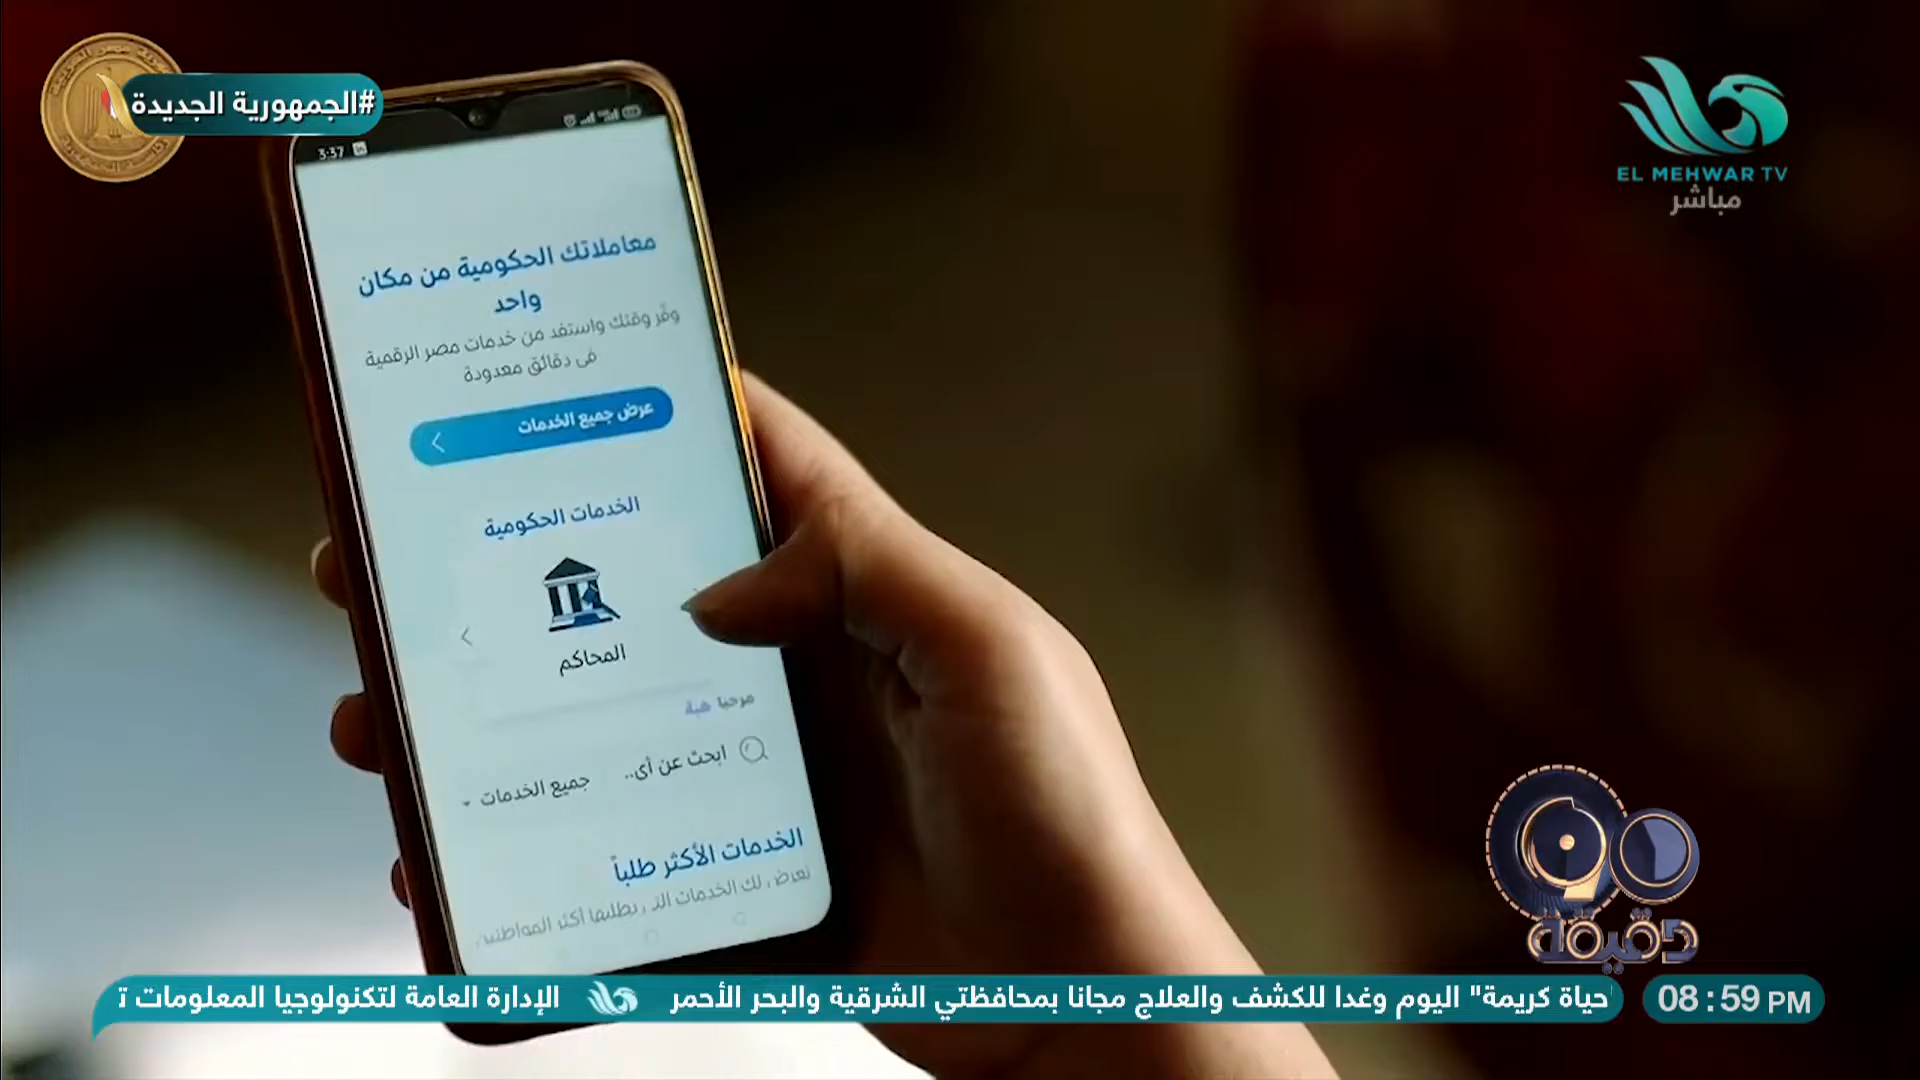 #الجمهورية الجديدة
EL MEHWAR TV
مباشر
3:37
معاملاتك الحكومية من مكان
واحد
وفّر وقتك واستفد من خدمات مصر الرقمية
فى دقائق معدودة
عرض جميع الخدمات
الخدمات الحكومية
المحاكم
مرحبا هبة
ابحث عن أى..
جميع الخدمات
الخدمات الأكثر طلباً
نعرض لك الخدمات التي يطلبها أكثر المواطنين
90
دقيقة
حياة كريمة" اليوم وغدا للكشف والعلاج مجانا بمحافظتي الشرقية والبحر الأحمر
الإدارة العامة لتكنولوجيا المعلومات ت
08:59 PM